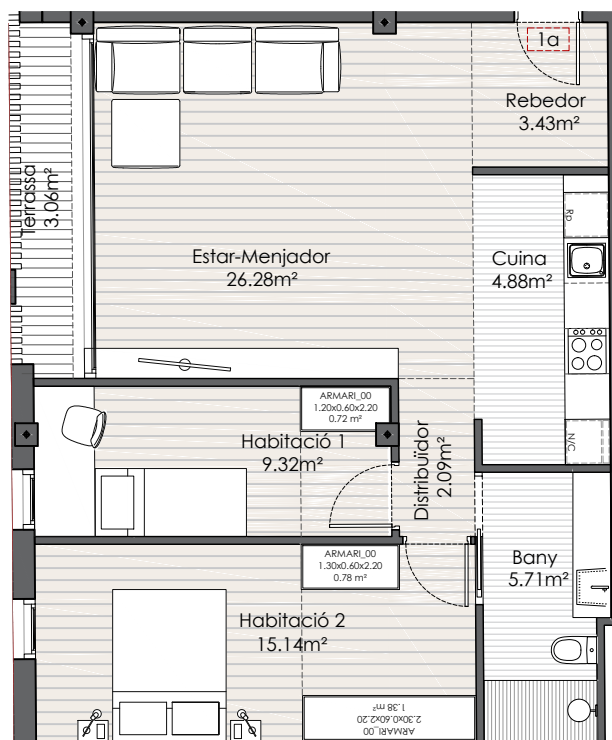 1a
Rebedor
3.43m²
Terrassa
3.06m²
Estar-Menjador
26.28m²
Cuina
4.88m²
Rp
N/C
ARMARI_00
1.20x0.60x2.20
0.72 m²
Habitació 1
9.32m²
Distribuïdor
2.09m²
ARMARI_00
1.30x0.60x2.20
0.78 m²
Bany
5.71m²
Habitació 2
15.14m²
ARMARI_00
2.30x0.60x2.20
1.38 m²